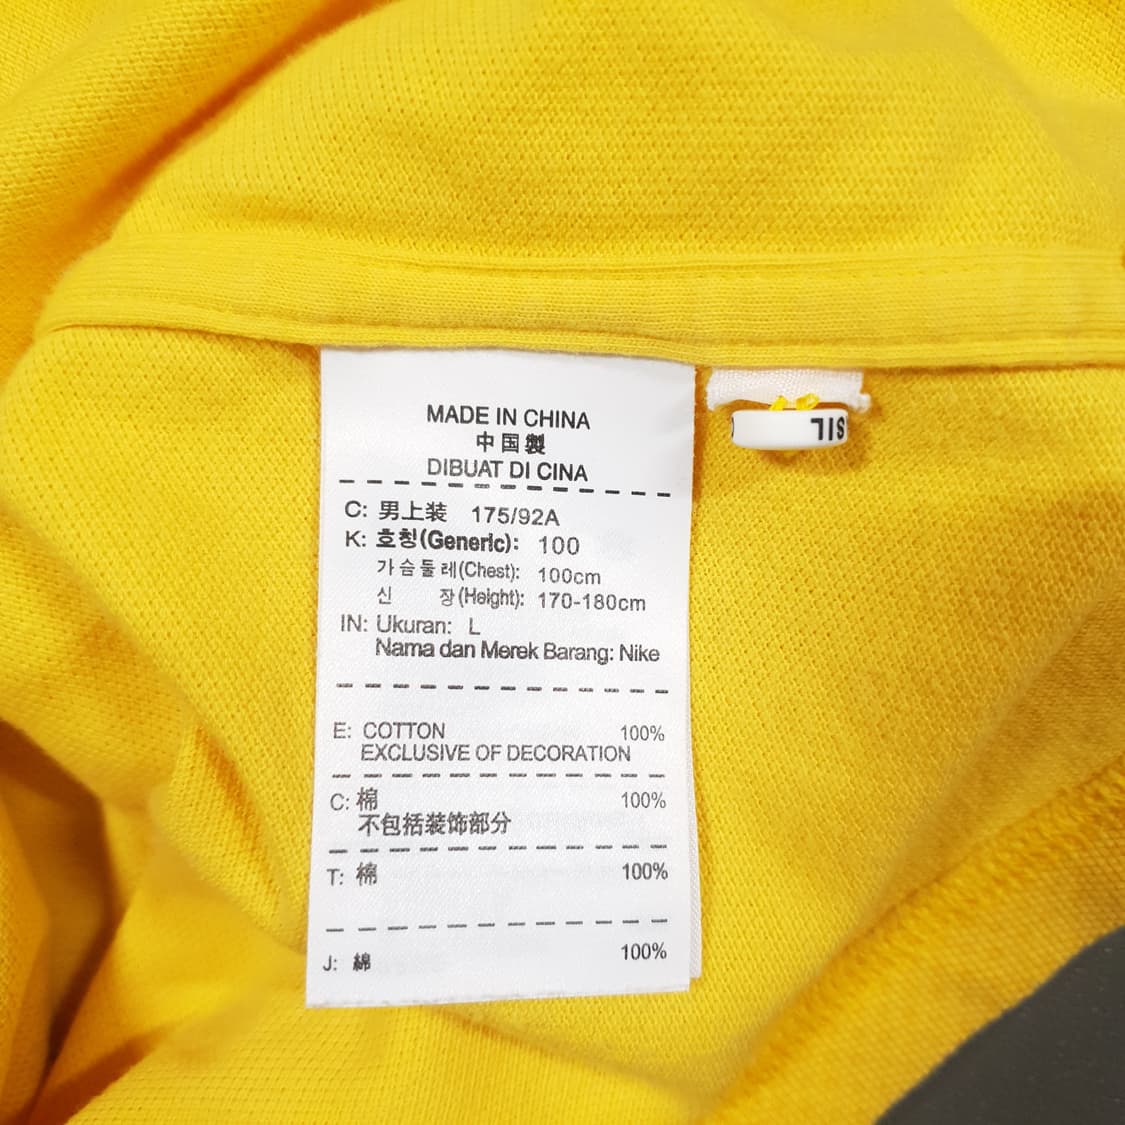 MADE IN CHINA
中国製
DIBUAT DI CINA
C: 男上装 175/92A
K: 호칭(Generic): 100
가슴둘레(Chest): 100cm
신 장(Height): 170-180cm
IN: Ukuran: L
Nama dan Merek Barang: Nike
E: COTTON 100%
EXCLUSIVE OF DECORATION
C: 棉 100%
不包括装饰部分
T: 棉 100%
J: 綿 100%